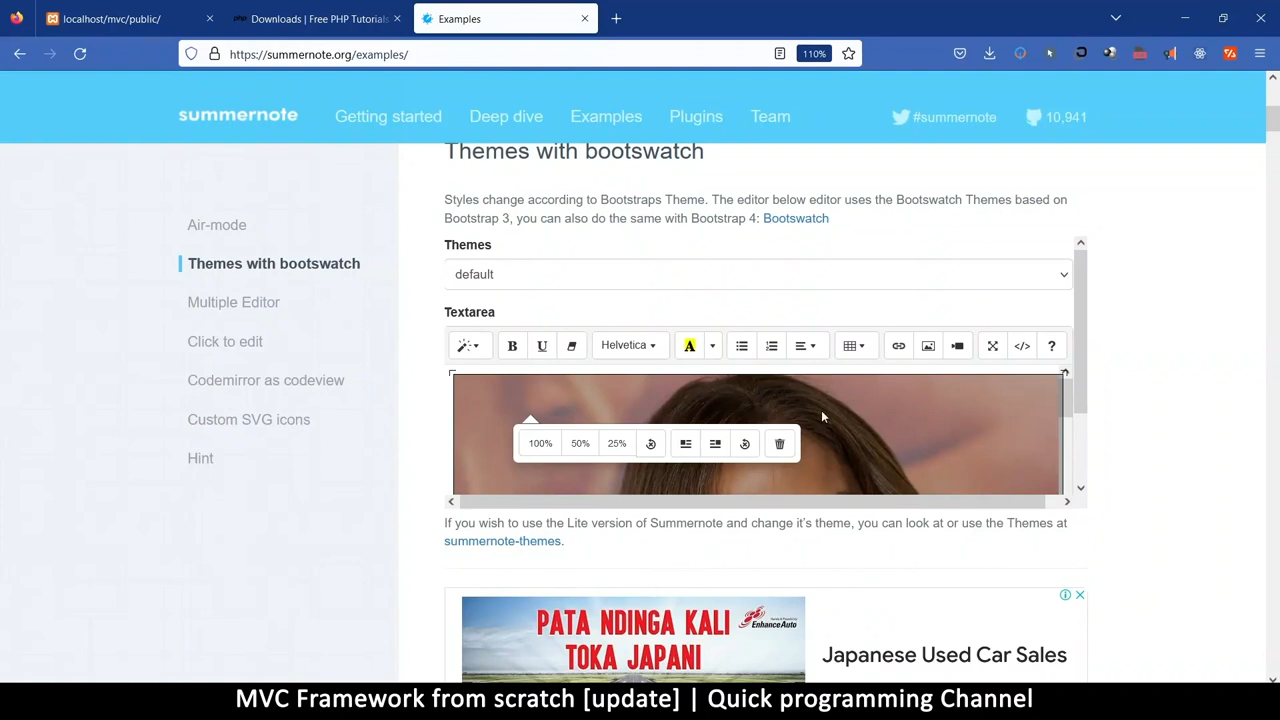 localhost/mvc/public/
php
Downloads | Free PHP Tutorials
Examples
https://summernote.org/examples/
110%
summernote
Getting started
Deep dive
Examples
Plugins
Team
#summernote
10,941
Themes with bootswatch
Air-mode
Themes with bootswatch
Multiple Editor
Click to edit
Codemirror as codeview
Custom SVG icons
Hint
Styles change according to Bootstraps Theme. The editor below editor uses the Bootswatch Themes based on
Bootstrap 3, you can also do the same with Bootstrap 4: Bootswatch
Themes
default
Textarea
B
U
Helvetica
A
</>
?
100%
50%
25%
If you wish to use the Lite version of Summernote and change it's theme, you can look at or use the Themes at
summernote-themes.
PATA NDINGA KALI
TOKA JAPANI
EnhanceAuto
Japanese Used Car Sales
MVC Framework from scratch [update] | Quick programming Channel